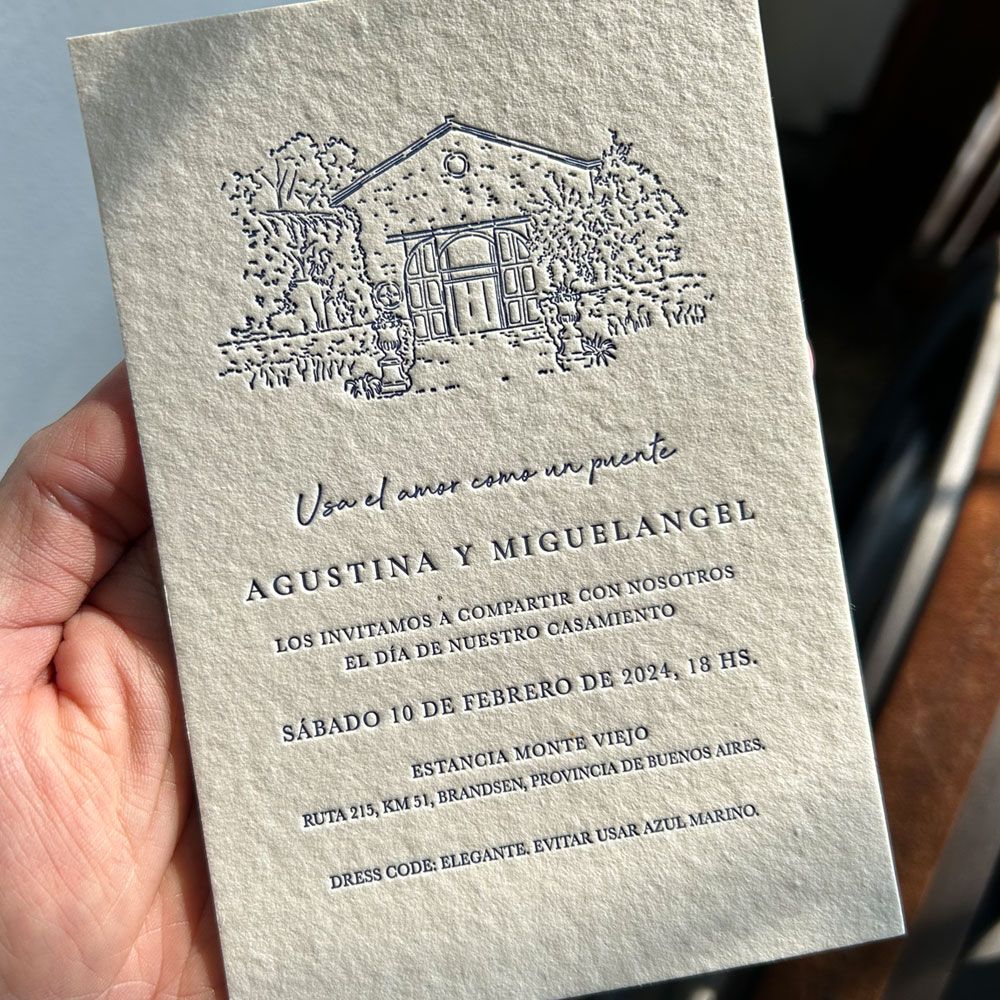 Usa el amor como un puente
AGUSTINA Y MIGUELANGEL
LOS INVITAMOS A COMPARTIR CON NOSOTROS
EL DÍA DE NUESTRO CASAMIENTO
SÁBADO 10 DE FEBRERO DE 2024, 18 HS.
ESTANCIA MONTE VIEJO
RUTA 215, KM 51, BRANDSEN, PROVINCIA DE BUENOS AIRES.
DRESS CODE: ELEGANTE. EVITAR USAR AZUL MARINO.